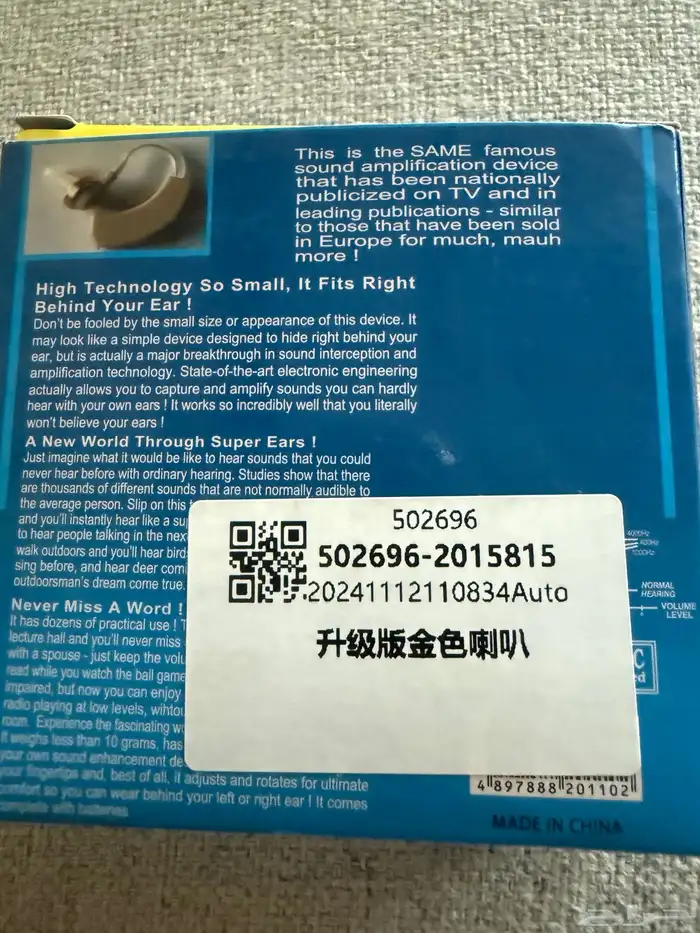 This is the SAME famous
sound amplification device
that has been nationally
publicized on TV and in
leading publications - similar
to those that have been sold
in Europe for much, mauh
more !
High Technology So Small, It Fits Right
Behind Your Ear !
Don't be fooled by the small size or appearance of this device. It
may look like a simple device designed to hide right behind your
ear, but is actually a major breakthrough in sound interception and
amplification technology. State-of-the-art electronic engineering
actually allows you to capture and amplify sounds you can hardly
hear with your own ears ! It works so incredibly well that you literally
won't believe your ears !
A New World Through Super Ears !
Just imagine what it would be like to hear sounds that you could
never hear before with ordinary hearing. Studies show that there
are thousands of different sounds that are not normally audible to
the average person. Slip on this
and you'll instantly hear like a su
to hear people talking in the nex
walk outdoors and you'll hear bird
sing before, and hear deer comi
outdoorsman's dream come true.
Never Miss A Word !
It has dozens of practical use !
lecture hall and you'll never miss
with a spouse - just keep the volu
read while you watch the ball game
impaired, but now you can enjoy
radio playing at low levels, wihtou
room. Experience the fascinating w
It weighs less than 10 grams, has
your own sound enhancement de
your fingertips and, best of all, it adjusts and rotates for ultimate
comfort so you can wear behind your left or right ear ! It comes
complete with batteries
502696
502696-2015815
20241112110834Auto
升级版金色喇叭
NORMAL
HEARING
VOLUME
LEVEL
4 897888 201102
MADE IN CHINA